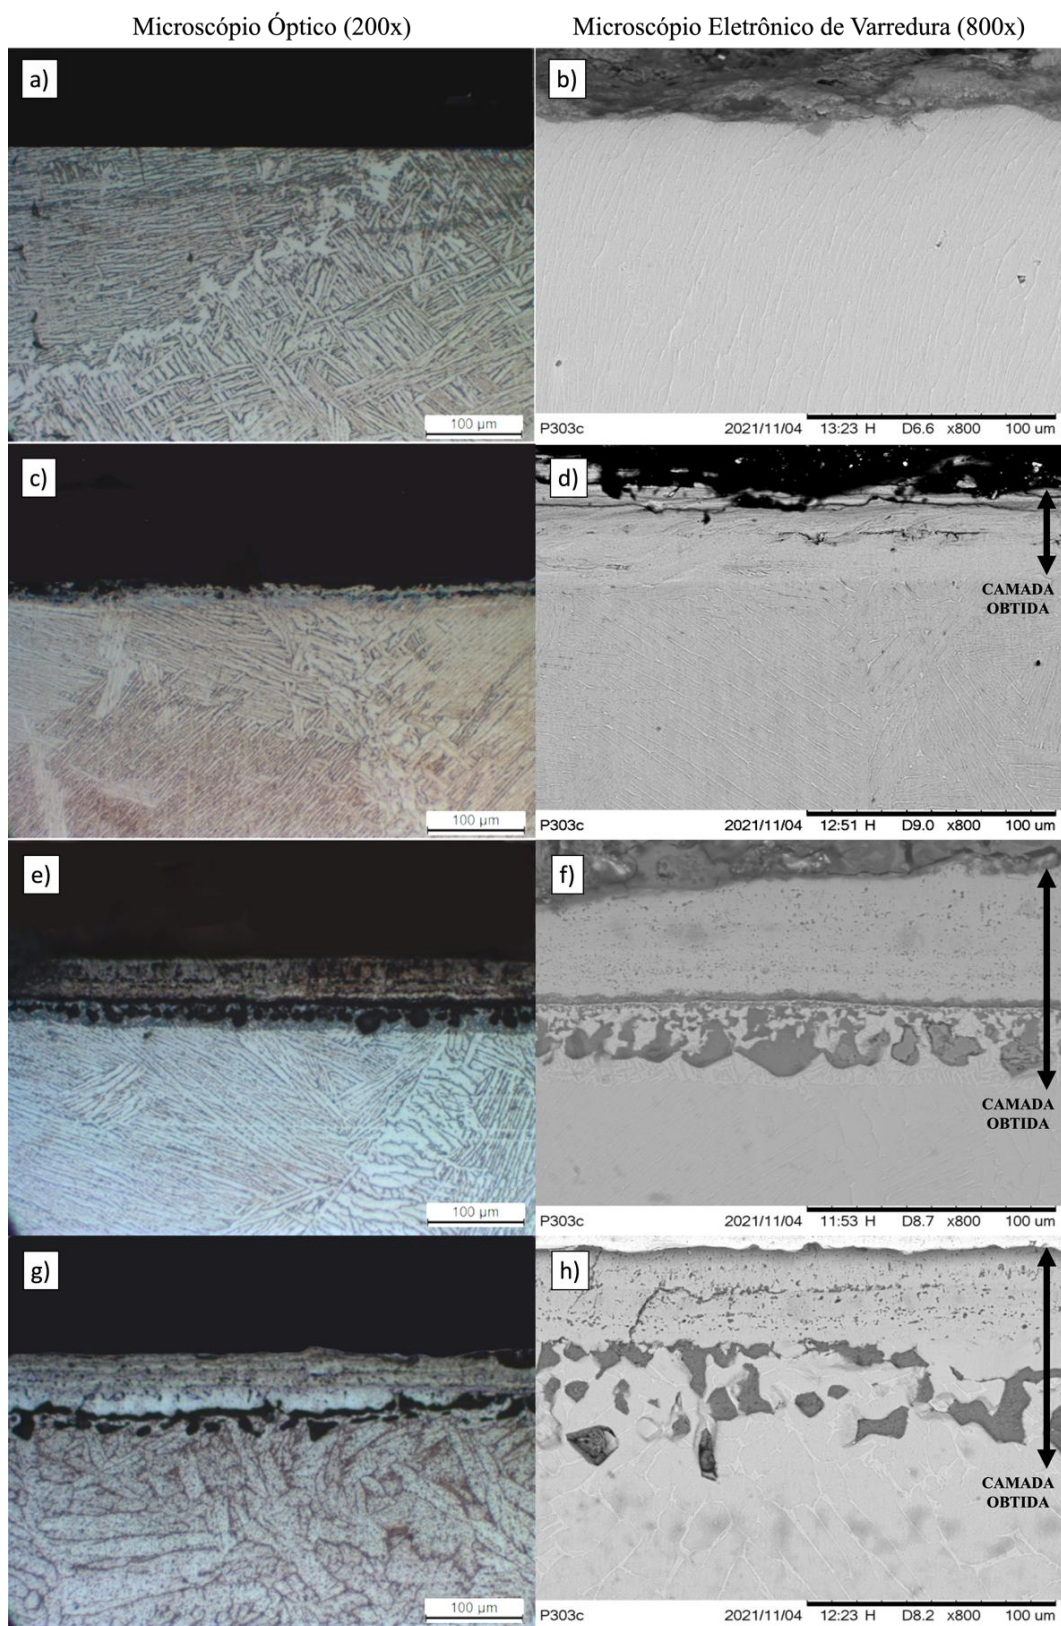 Microscópio Óptico (200x)
Microscópio Eletrônico de Varredura (800x)
a)
100 µm
b)
P303c 2021/11/04 13:23 H D6.6 x800 100 um
c)
100 µm
d)
CAMADA
OBTIDA
P303c 2021/11/04 12:51 H D9.0 x800 100 um
e)
100 µm
f)
CAMADA
OBTIDA
P303c 2021/11/04 11:53 H D8.7 x800 100 um
g)
100 µm
h)
CAMADA
OBTIDA
P303c 2021/11/04 12:23 H D8.2 x800 100 um